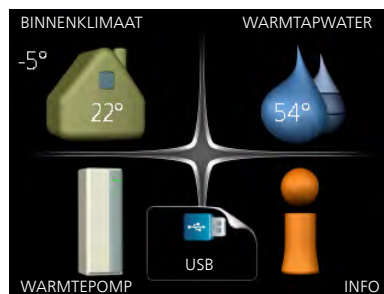 BINNENKLIMAAT
WARMTAPWATER
-5°
22°
54°
USB
WARMTEPOMP
INFO